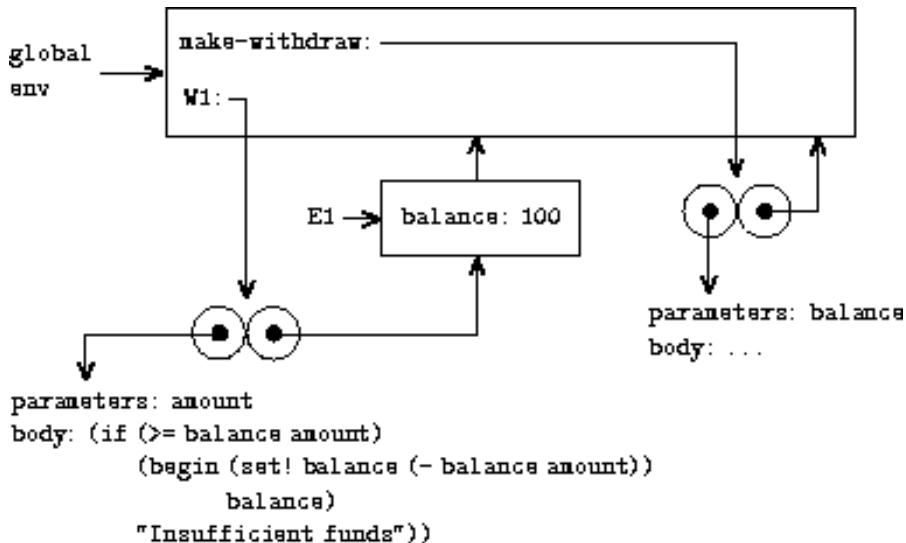 global
env
make-withdraw:
W1:
E1
balance: 100
parameters: balance
body: ...
parameters: amount
body: (if (>= balance amount)
(begin (set! balance (- balance amount))
balance)
"Insufficient funds"))